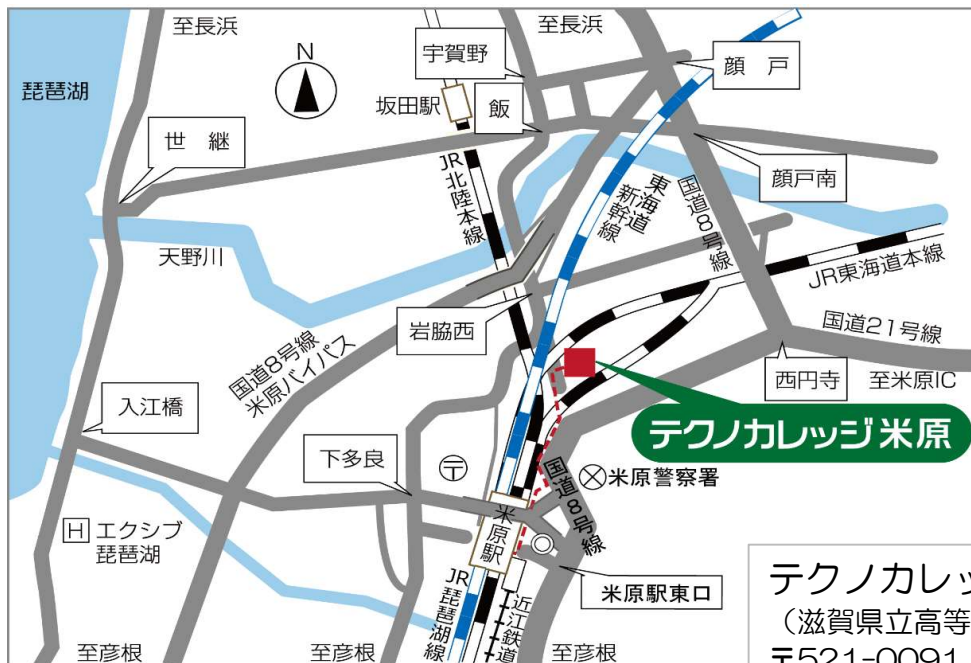 至長浜
至長浜
N
宇賀野
顔 戸
琵琶湖
坂田駅
飯
世 継
顔戸南
JR北陸本線
東海道
新幹線
国道8号線
天野川
JR東海道本線
岩脇西
国道21号線
国道8号線
米原バイパス
西円寺
至米原IC
入江橋
テクノカレッジ 米原
下多良
〒
米原警察署
国道8号線
米原駅
H エクシブ
琵琶湖
米原駅東口
JR琵琶湖線
近江鉄道
至彦根
至彦根
至彦根
テクノカレッ
（滋賀県立高等
〒521-0091